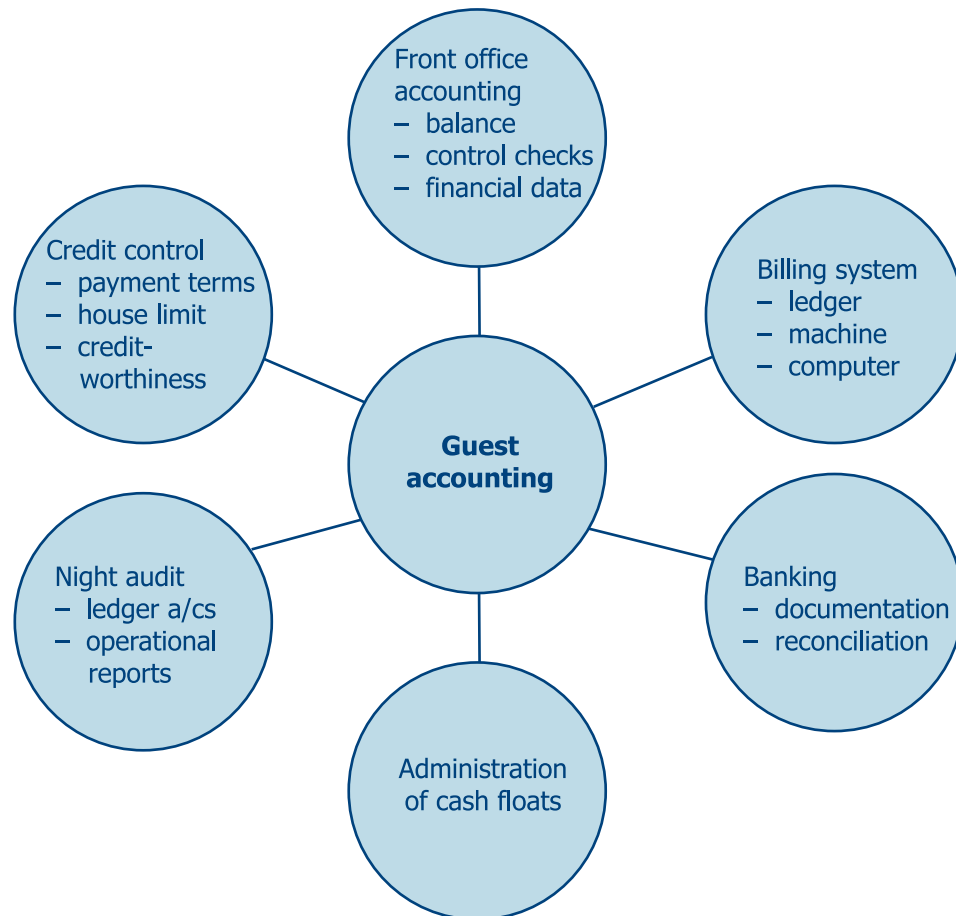 Front office
accounting
– balance
– control checks
– financial data
Credit control
– payment terms
– house limit
– credit-
worthiness
Billing system
– ledger
– machine
– computer
Guest
accounting
Night audit
– ledger a/cs
– operational
reports
Banking
– documentation
– reconciliation
Administration
of cash floats